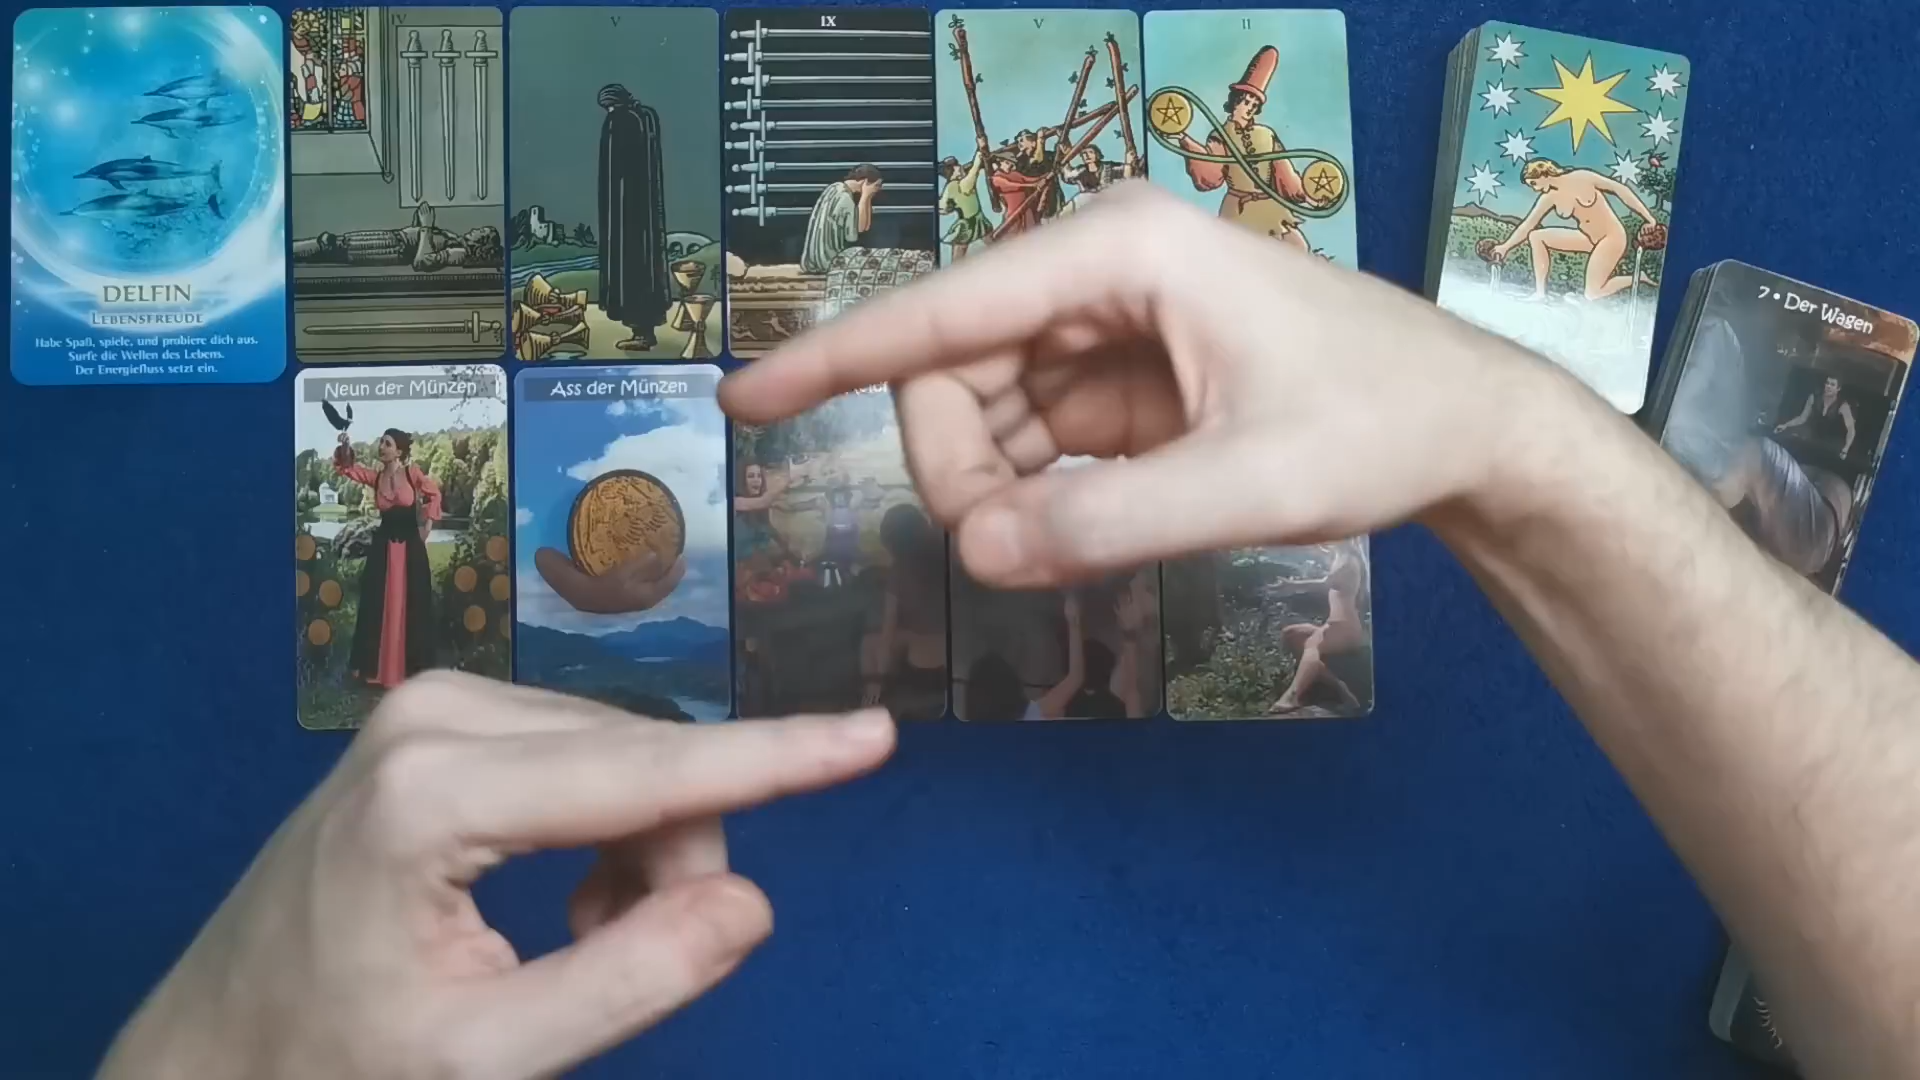 IV
V
IX
V
II
DELFIN
LEBENSFREUDE
Habe Spaß, spiele, und probiere dich aus.
Surfe die Wellen des Lebens.
Der Energiefluss setzt ein.
Neun der Münzen
Ass der Münzen
7 • Der Wagen